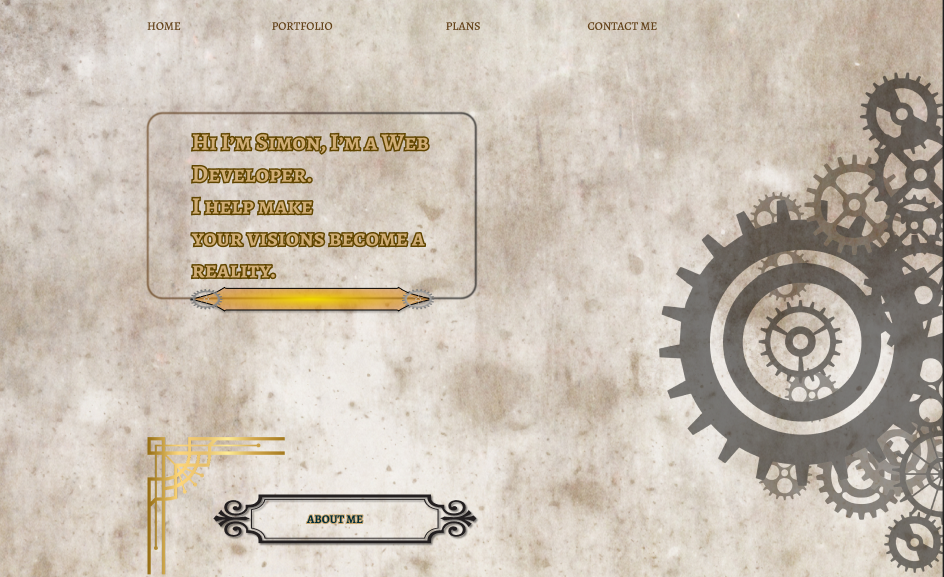 HOME PORTFOLIO PLANS CONTACT ME
Hi I'm Simon, I'm a Web
Developer.
I help make
your visions become a
reality.
ABOUT ME